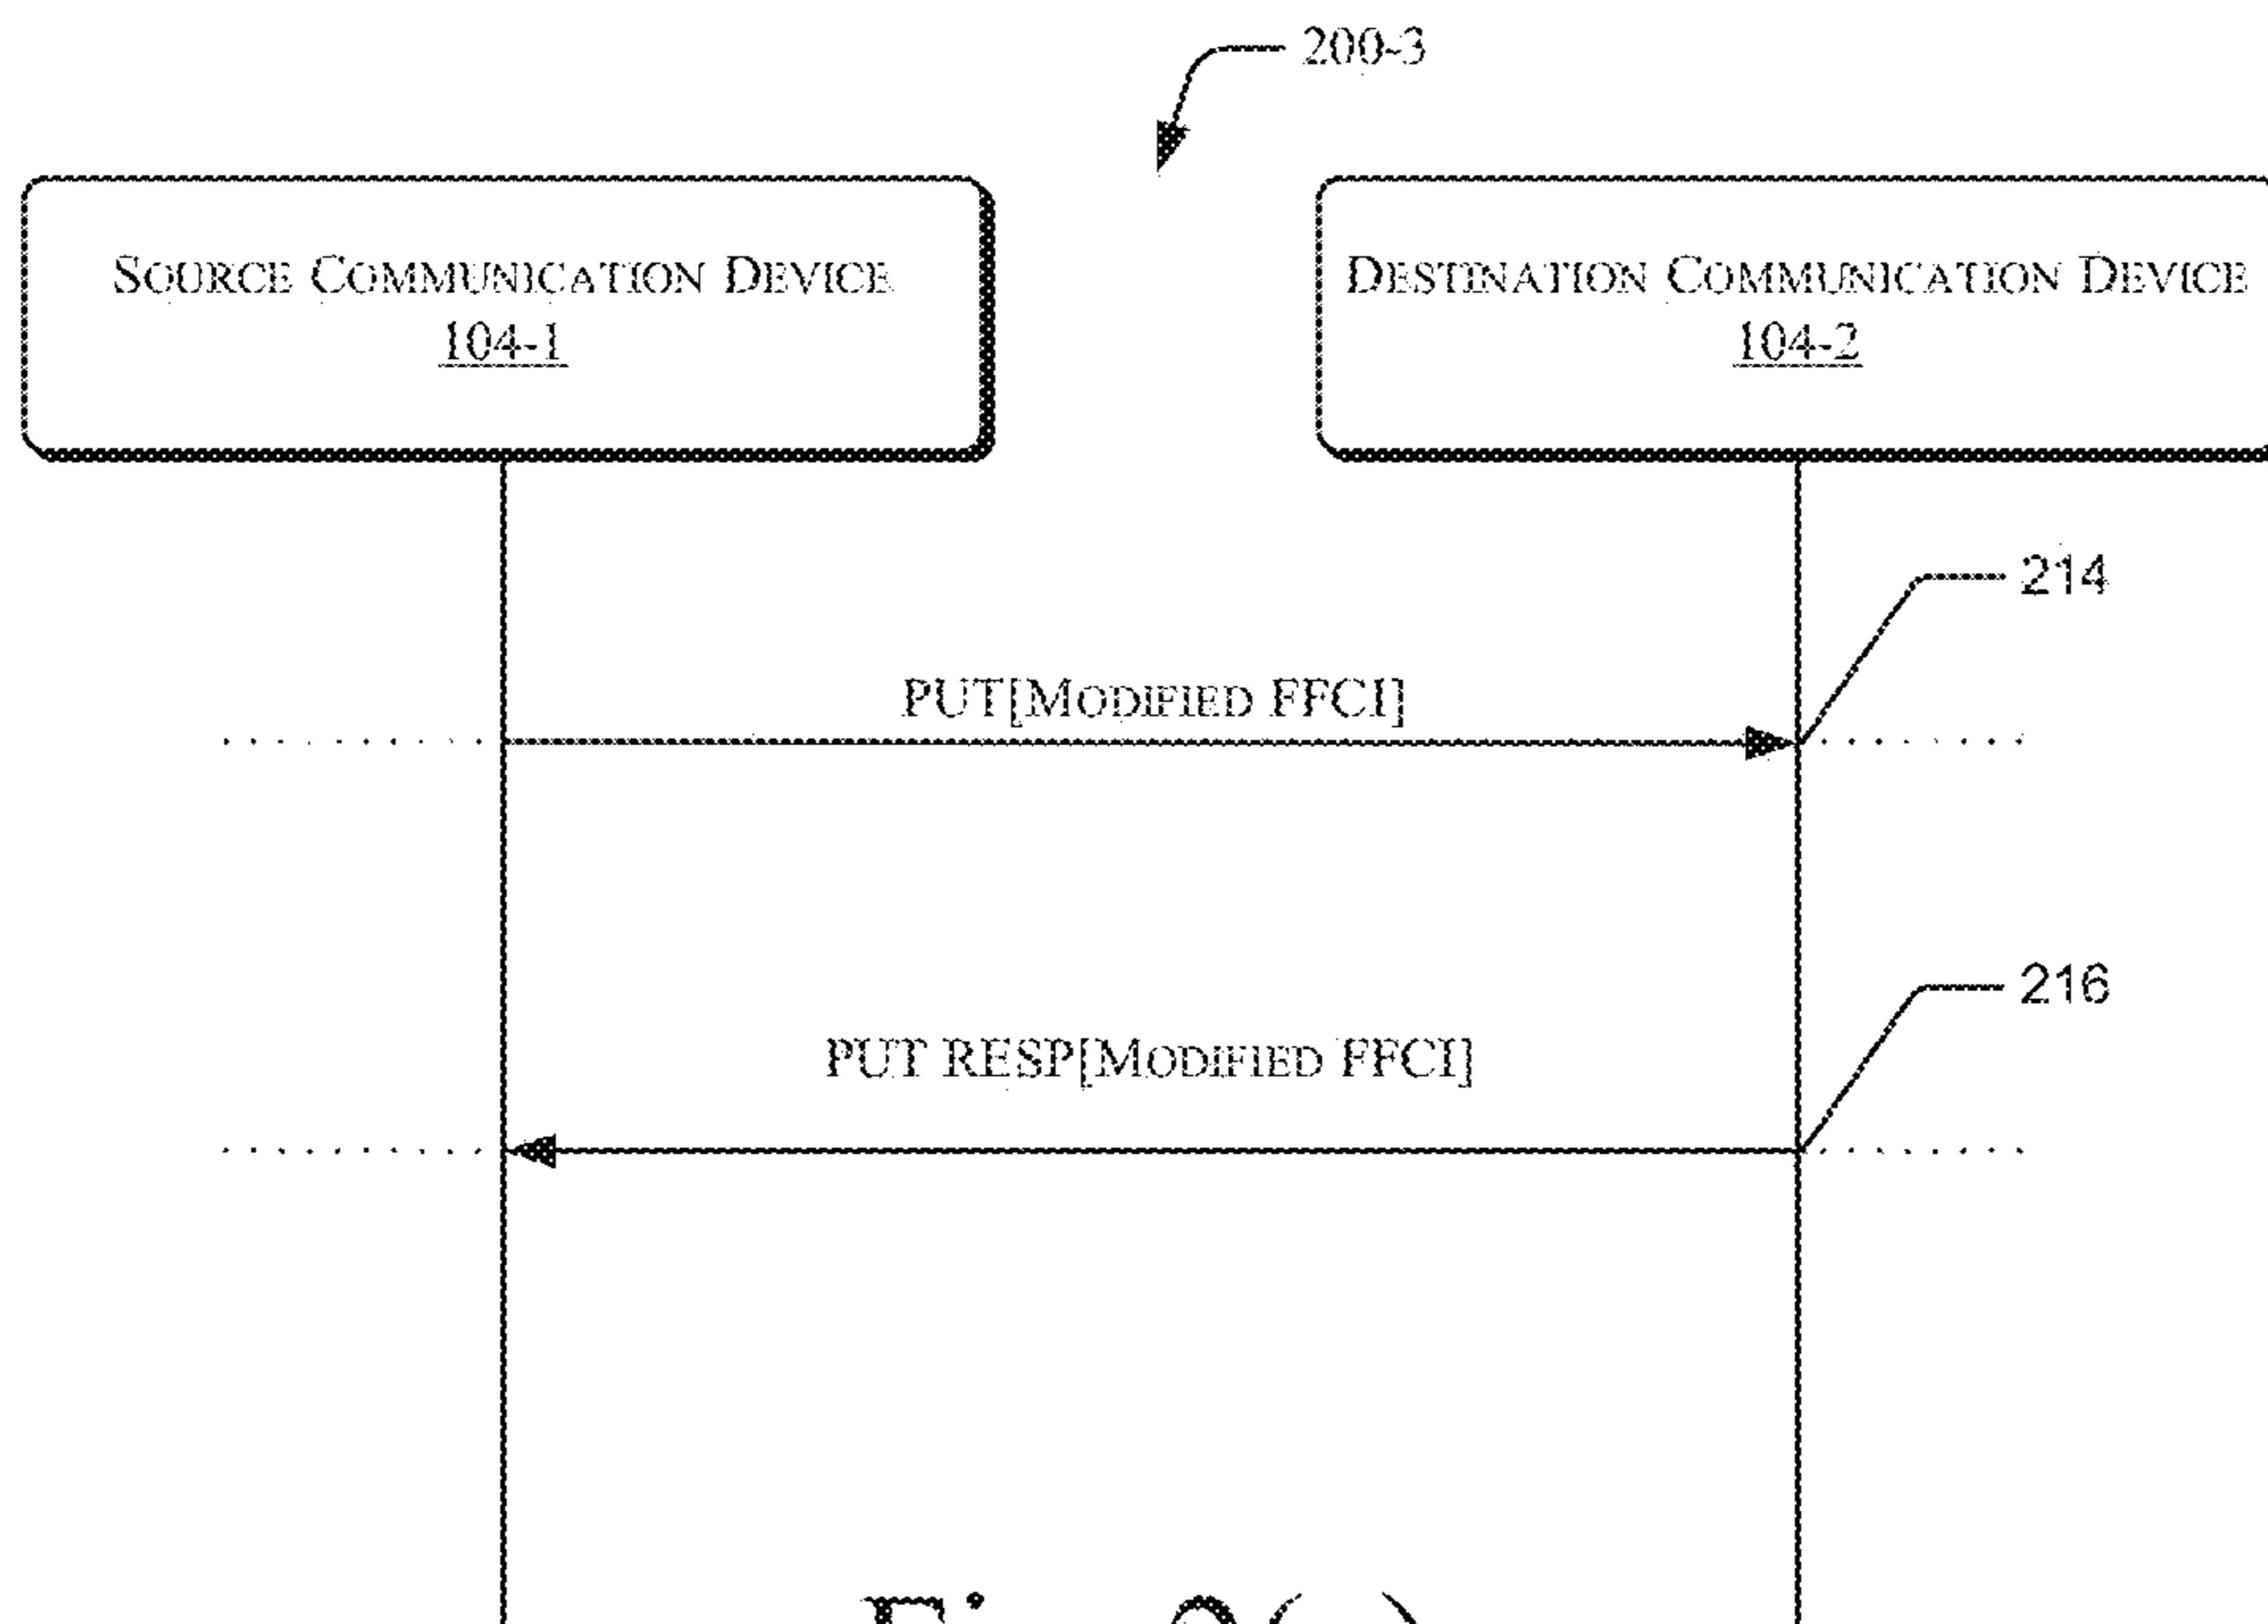 200-3
SOURCE COMMUNICATION DEVICE
104-1
DESTINATION COMMUNICATION DEVICE
104-2
214
PUT[MODIFIED FFCI]
216
PUT RESP[MODIFIED FFCI]